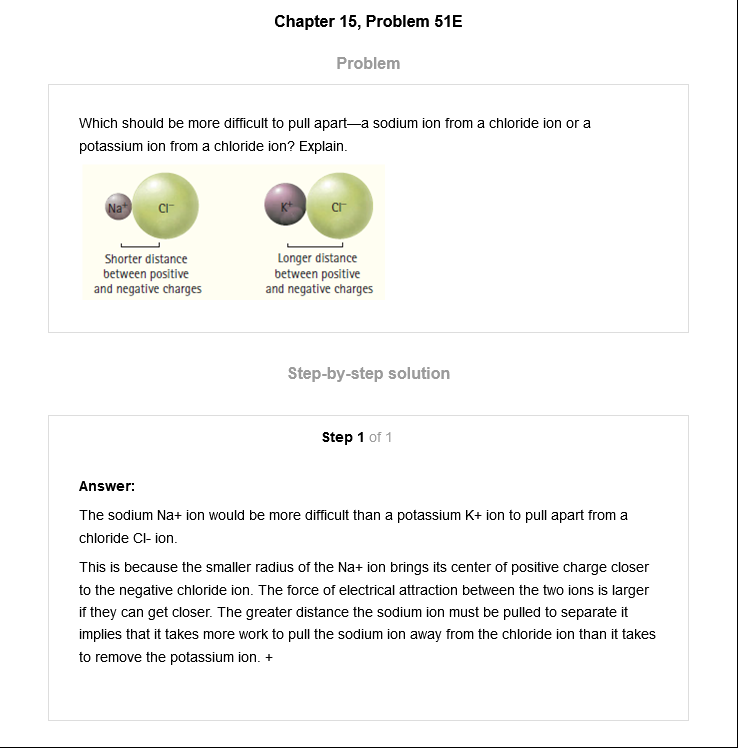 Chapter 15, Problem 51E
Problem
Which should be more difficult to pull apart—a sodium ion from a chloride ion or a
potassium ion from a chloride ion? Explain.
Na⁺ Cl⁻ K⁺ Cl⁻
Shorter distance
between positive
and negative charges
Longer distance
between positive
and negative charges
Step-by-step solution
Step 1 of 1
Answer:
The sodium Na+ ion would be more difficult than a potassium K+ ion to pull apart from a
chloride Cl- ion.
This is because the smaller radius of the Na+ ion brings its center of positive charge closer
to the negative chloride ion. The force of electrical attraction between the two ions is larger
if they can get closer. The greater distance the sodium ion must be pulled to separate it
implies that it takes more work to pull the sodium ion away from the chloride ion than it takes
to remove the potassium ion. +